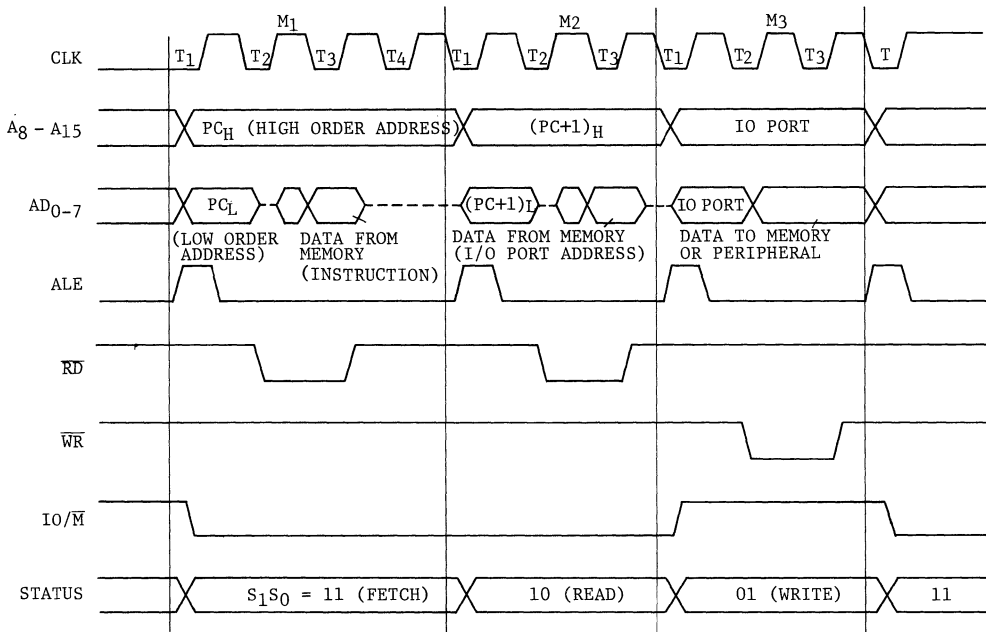 M1 M2 M3
CLK T1 T2 T3 T4 T1 T2 T3 T1 T2 T3 T
A8 - A15 PCH (HIGH ORDER ADDRESS) (PC+1)H IO PORT
AD0-7 PCL (PC+1)L IO PORT
(LOW ORDER
ADDRESS)
DATA FROM
MEMORY
(INSTRUCTION)
DATA FROM MEMORY
(I/O PORT ADDRESS)
DATA TO MEMORY
OR PERIPHERAL
ALE
RD
WR
IO/M
STATUS S1S0 = 11 (FETCH) 10 (READ) 01 (WRITE) 11